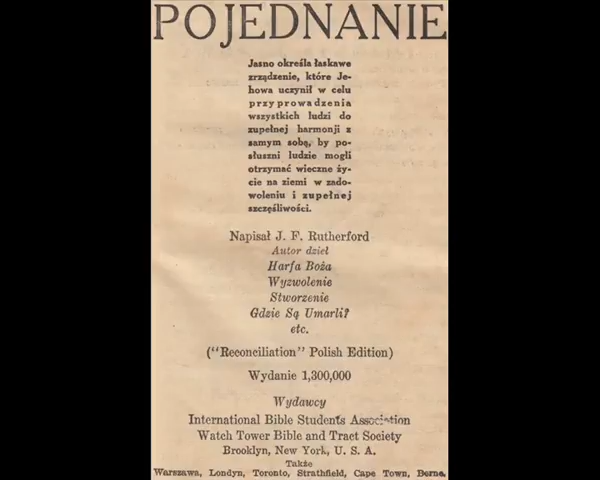 POJEDNANIE
Jasno określa łaskawe
zrządzenie, które Je-
howa uczynił w celu
przyprowadzenia
wszystkich ludzi do
zupełnej harmonji z
samym sobą, by po-
słuszni ludzie mogli
otrzymać wieczne ży-
cie na ziemi w zado-
woleniu i zupełnej
szczęśliwości.
Napisał J. F. Rutherford
Autor dzieł
Harfa Boża
Wyzwolenie
Stworzenie
Gdzie Są Umarli?
etc.
("Reconciliation" Polish Edition)
Wydanie 1,300,000
Wydawcy
International Bible Students Association
Watch Tower Bible and Tract Society
Brooklyn, New York, U. S. A.
Także
Warszawa, Londyn, Toronto, Strathfield, Cape Town, Berne.